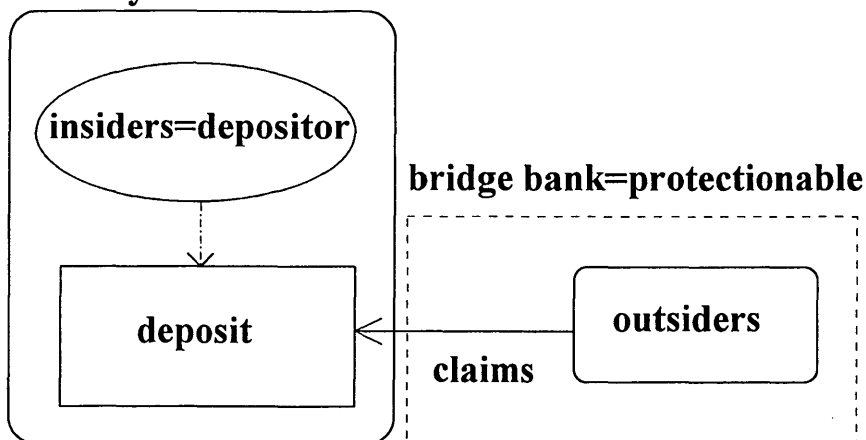 insiders=depositor
bridge bank=protectionable
deposit
outsiders
claims